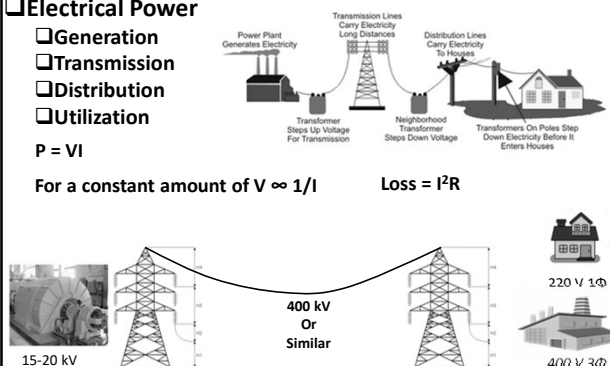 ❑Electrical Power
❑Generation
❑Transmission
❑Distribution
❑Utilization
P = VI
For a constant amount of V ∞ 1/I
Loss = I²R
Power Plant
Generates Electricity
Transmission Lines
Carry Electricity
Long Distances
Distribution Lines
Carry Electricity
To Houses
Transformer
Steps Up Voltage
For Transmission
Neighborhood
Transformer
Steps Down Voltage
Transformers On Poles Step
Down Electricity Before It
Enters Houses
15-20 kV
400 kV
Or
Similar
220 V 1Φ
400 V 3Φ